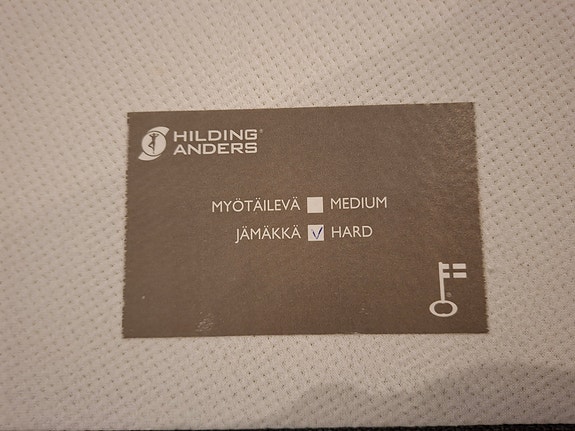 HILDING®
ANDERS
MYÖTÄILEVÄ MEDIUM
JÄMÄKKÄ HARD
®